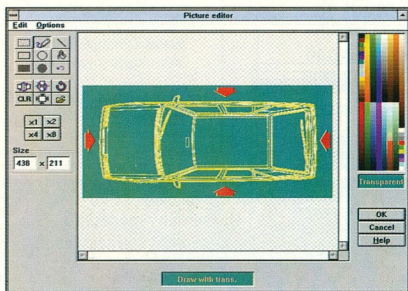 Picture editor
Edit Options
CLR
x1 x2
x4 x8
Size
438 x 211
Transparent
OK
Cancel
Help
Draw with trans.